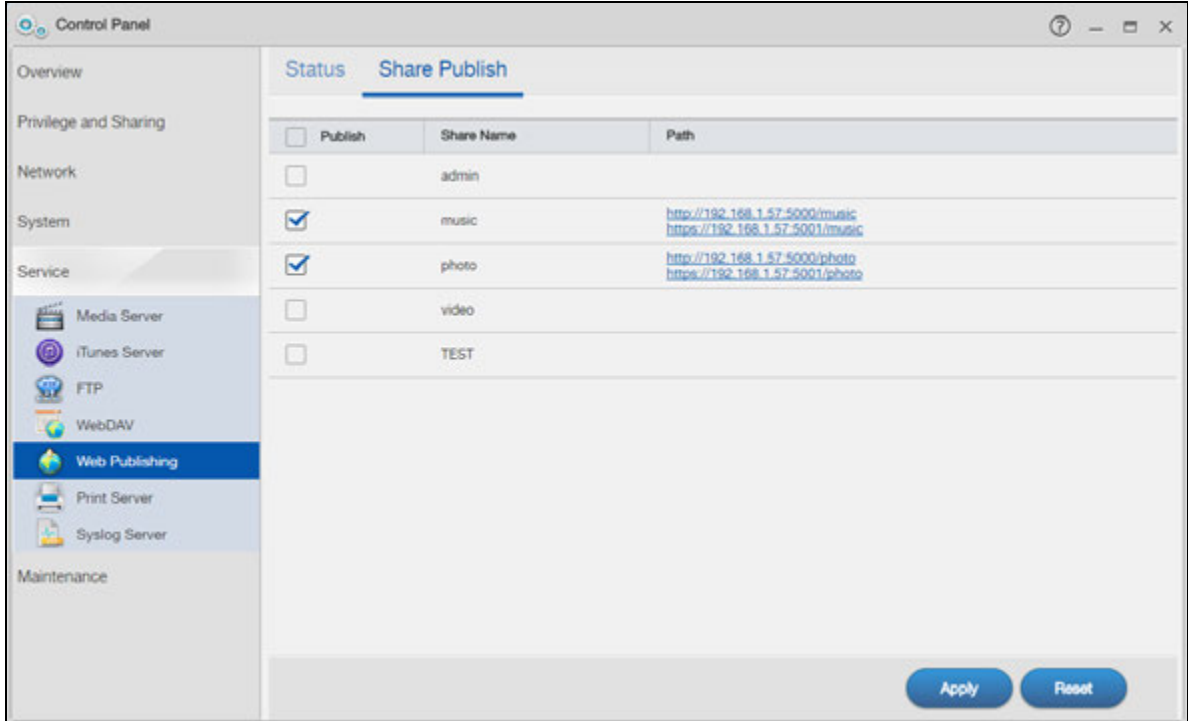 Control Panel
Overview
Privilege and Sharing
Network
System
Service
Media Server
iTunes Server
FTP
WebDAV
Web Publishing
Print Server
Syslog Server
Maintenance
Status Share Publish
Publish Share Name Path
admin
music http://192.168.1.57:5000/music
https://192.168.1.57:5001/music
photo http://192.168.1.57:5000/photo
https://192.168.1.57:5001/photo
video
TEST
Apply Reset